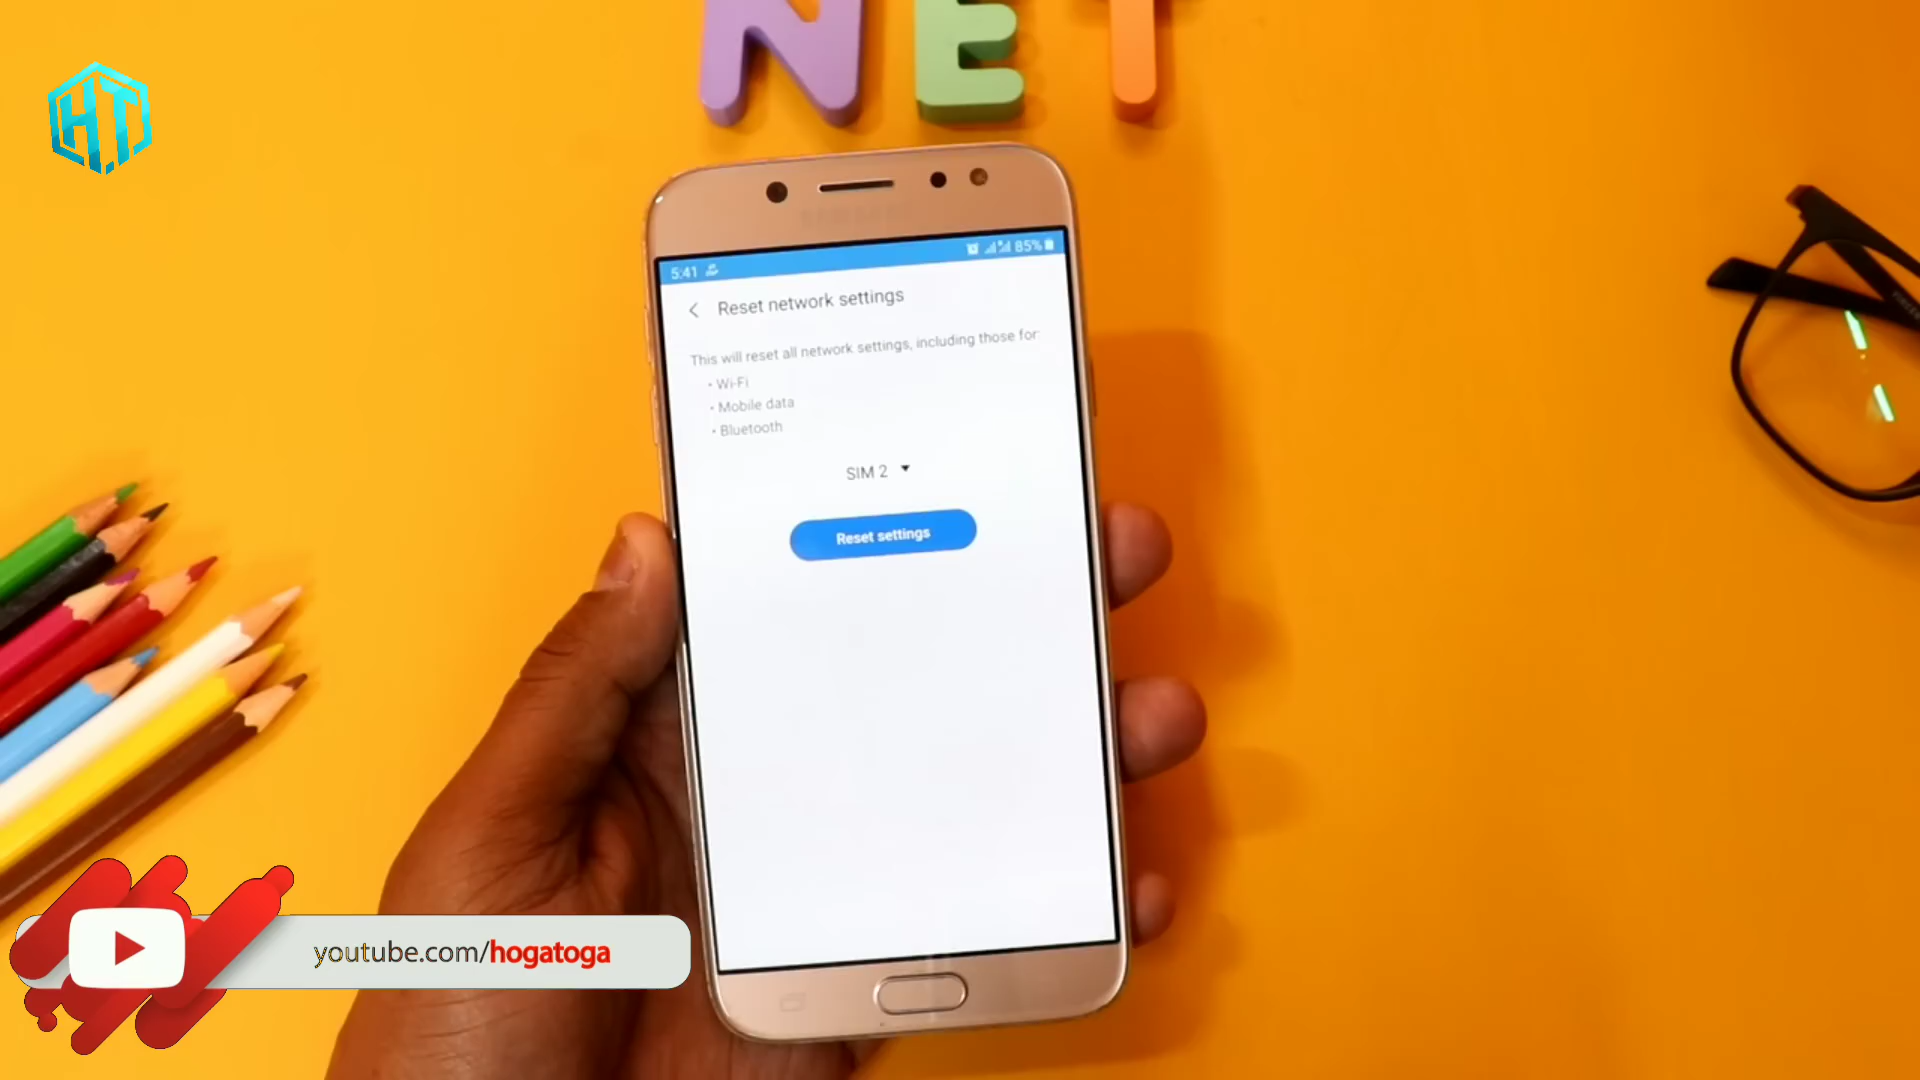 NET
H.T
SAMSUNG
5:41 85%
Reset network settings
This will reset all network settings, including those for:
• Wi-Fi
• Mobile data
• Bluetooth
SIM 2
Reset settings
youtube.com/hogatoga